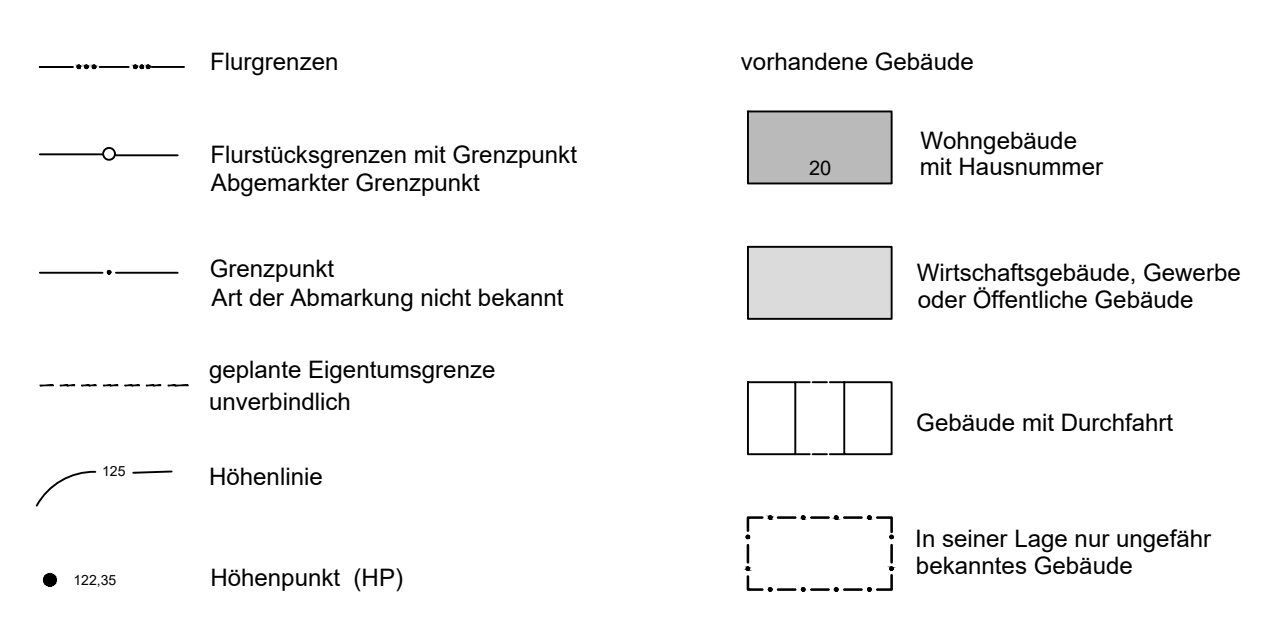 Flurgrenzen
Flurstücksgrenzen mit Grenzpunkt
Abgemarkter Grenzpunkt
Grenzpunkt
Art der Abmarkung nicht bekannt
geplante Eigentumsgrenze
unverbindlich
125
Höhenlinie
122,35
Höhenpunkt (HP)
vorhandene Gebäude
20
Wohngebäude
mit Hausnummer
Wirtschaftsgebäude, Gewerbe
oder Öffentliche Gebäude
Gebäude mit Durchfahrt
In seiner Lage nur ungefähr
bekanntes Gebäude